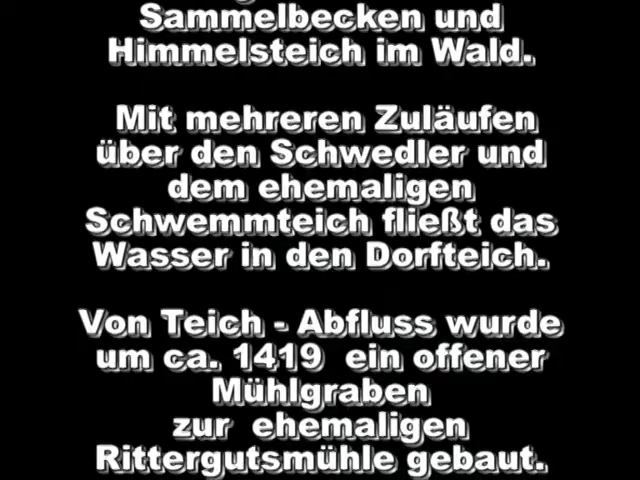 Sammelbecken und
Himmelsteich im Wald.
Mit mehreren Zuläufen
über den Schwedler und
dem ehemaligen
Schwemmteich fließt das
Wasser in den Dorfteich.
Von Teich - Abfluss wurde
um ca. 1419 ein offener
Mühlgraben
zur ehemaligen
Rittergutsmühle gebaut.